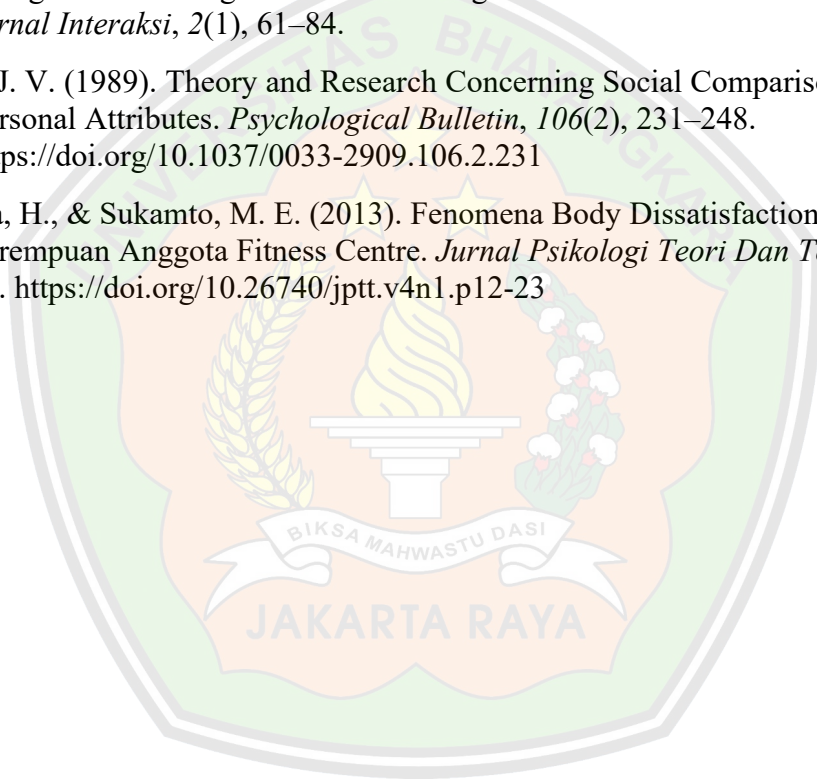 rnal Interaksi, 2(1), 61–84.
J. V. (1989). Theory and Research Concerning Social Comparis
rsonal Attributes. Psychological Bulletin, 106(2), 231–248.
ps://doi.org/10.1037/0033-2909.106.2.231
a, H., & Sukamto, M. E. (2013). Fenomena Body Dissatisfaction
rempuan Anggota Fitness Centre. Jurnal Psikologi Teori Dan T
. https://doi.org/10.26740/jptt.v4n1.p12-23
UNIVERSITAS BHAYANGKARA
BIKSA MAHWASTU DASI
JAKARTA RAYA